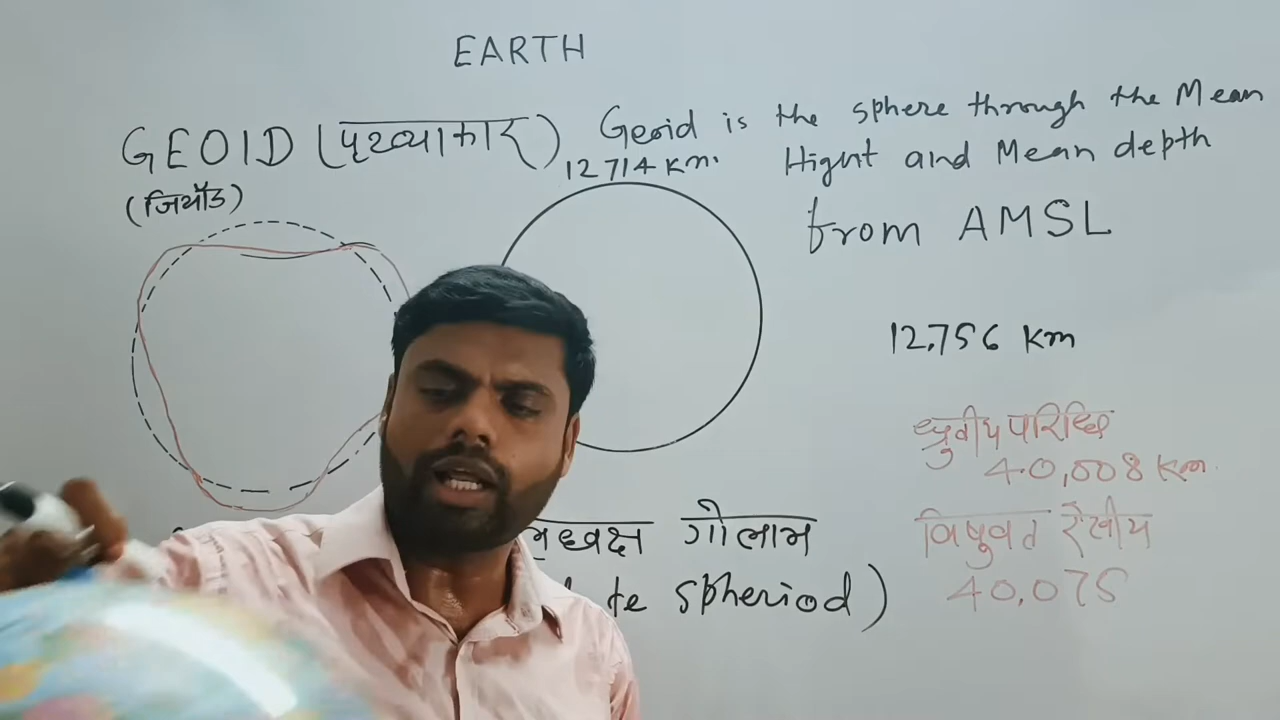 EARTH
GEOID (पृथ्व्याकार)
(जियॉड)
Geoid is the sphere through the Mean
Hight and Mean depth
from AMSL
12714 Km.
12,756 Km
ध्रुवीय परिधि
40,008 Km.
विषुवत रेखीय
40,075
गोलाभ
spheriod)